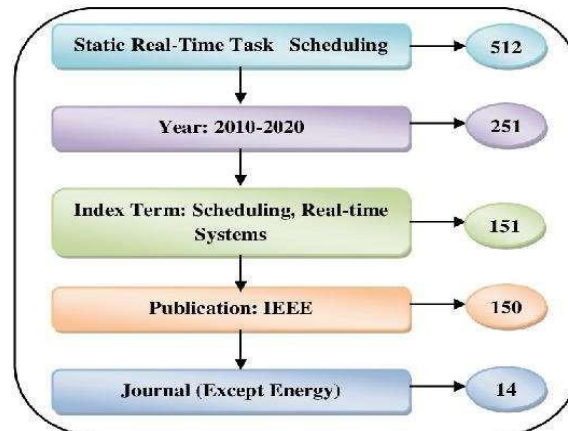 Static Real-Time Task Scheduling
512
Year: 2010-2020
251
Index Term: Scheduling, Real-time
Systems
151
Publication: IEEE
150
Journal (Except Energy)
14